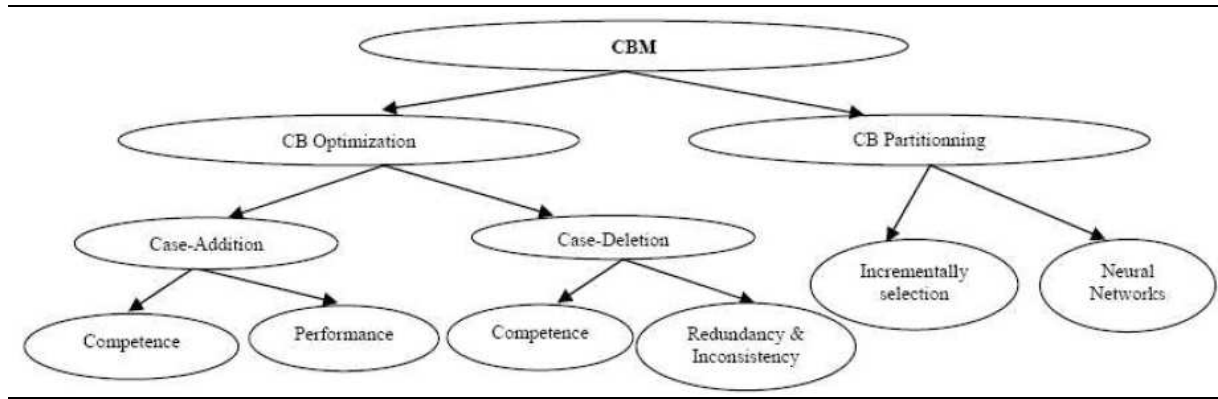 CBM
CB Optimization
CB Partitionning
Case-Addition
Case-Deletion
Incrementally
selection
Neural
Networks
Competence
Performance
Competence
Redundancy &
Inconsistency